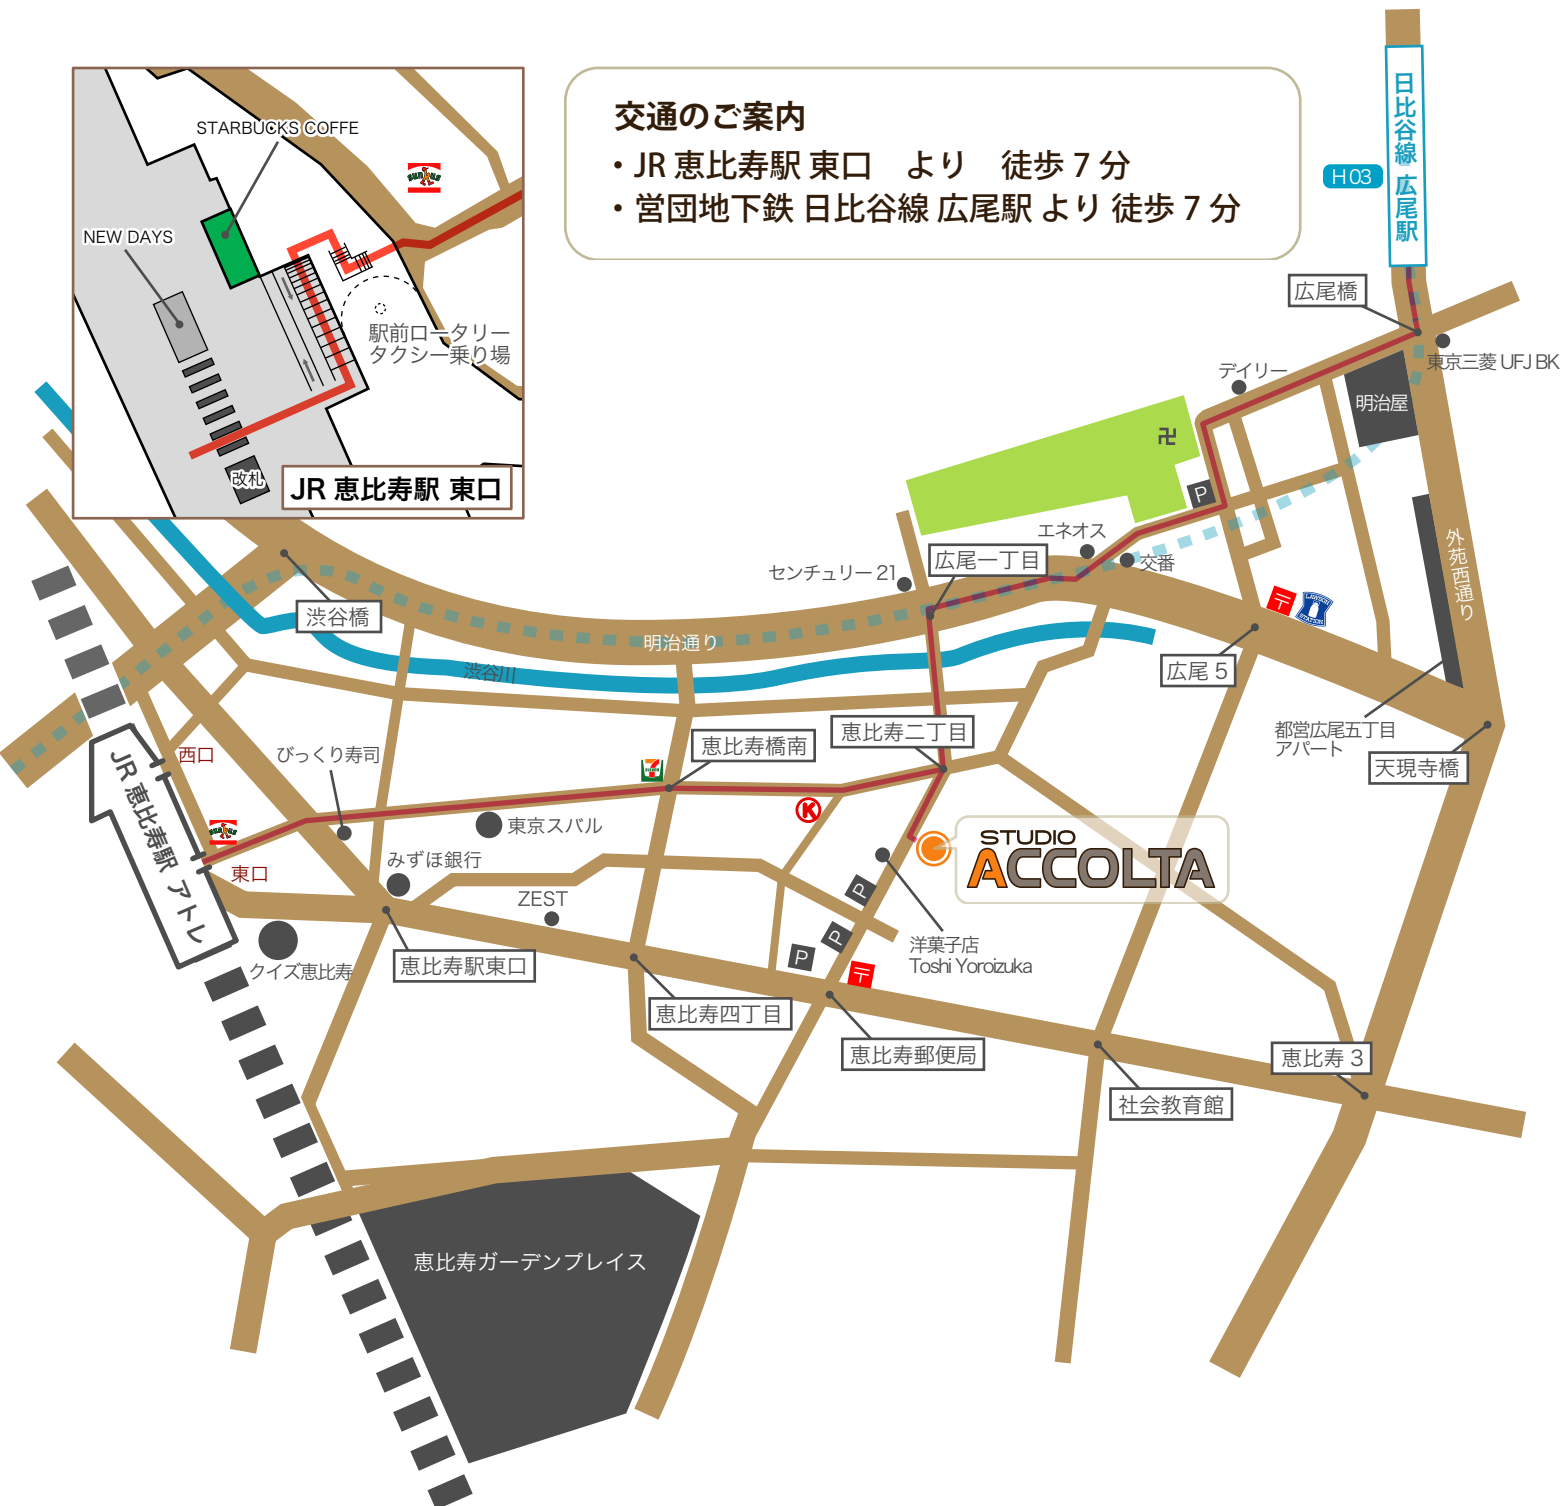 交通のご案内
・JR 恵比寿駅 東口　より　徒歩 7 分
・営団地下鉄 日比谷線 広尾駅 より 徒歩 7 分
STARBUCKS COFFE
sunkus
NEW DAYS
駅前ロータリー
タクシー乗り場
改札
JR 恵比寿駅 東口
日比谷線 広尾駅
H03
広尾橋
東京三菱 UFJ BK
デイリー
明治屋
卍
P
エネオス
交番
広尾一丁目
センチュリー 21
外苑西通り
〒
LAWSON
STATION
広尾 5
渋谷橋
明治通り
渋谷川
都営広尾五丁目
アパート
天現寺橋
恵比寿二丁目
恵比寿橋南
西口
びっくり寿司
7
ELEVEN
K
JR 恵比寿駅 アトレ
sunkus
東京スバル
東口
みずほ銀行
STUDIO
ACCOLTA
ZEST
P
P
P
〒
洋菓子店
Toshi Yoroizuka
クイズ恵比寿
恵比寿駅東口
恵比寿四丁目
恵比寿郵便局
恵比寿 3
社会教育館
恵比寿ガーデンプレイス